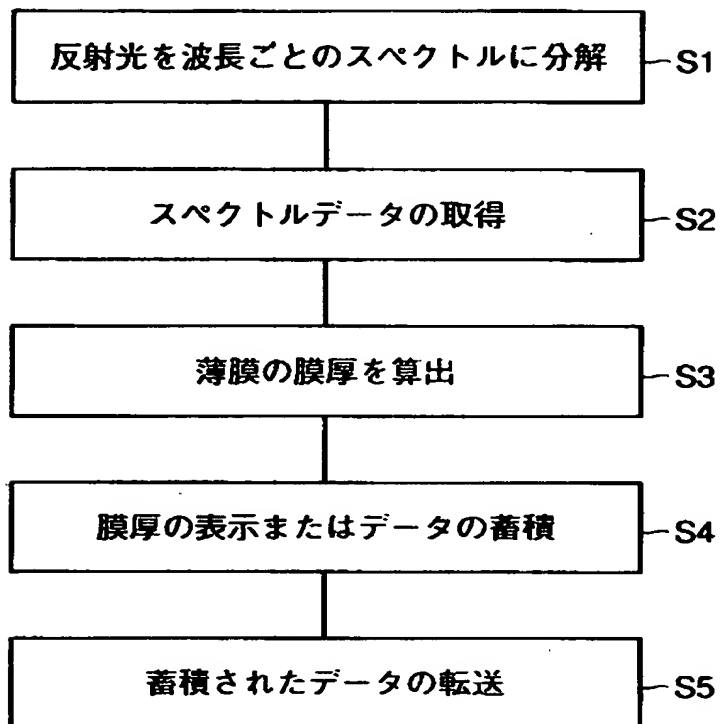 反射光を波長ごとのスペクトルに分解 S1
スペクトルデータの取得 S2
薄膜の膜厚を算出 S3
膜厚の表示またはデータの蓄積 S4
蓄積されたデータの転送 S5